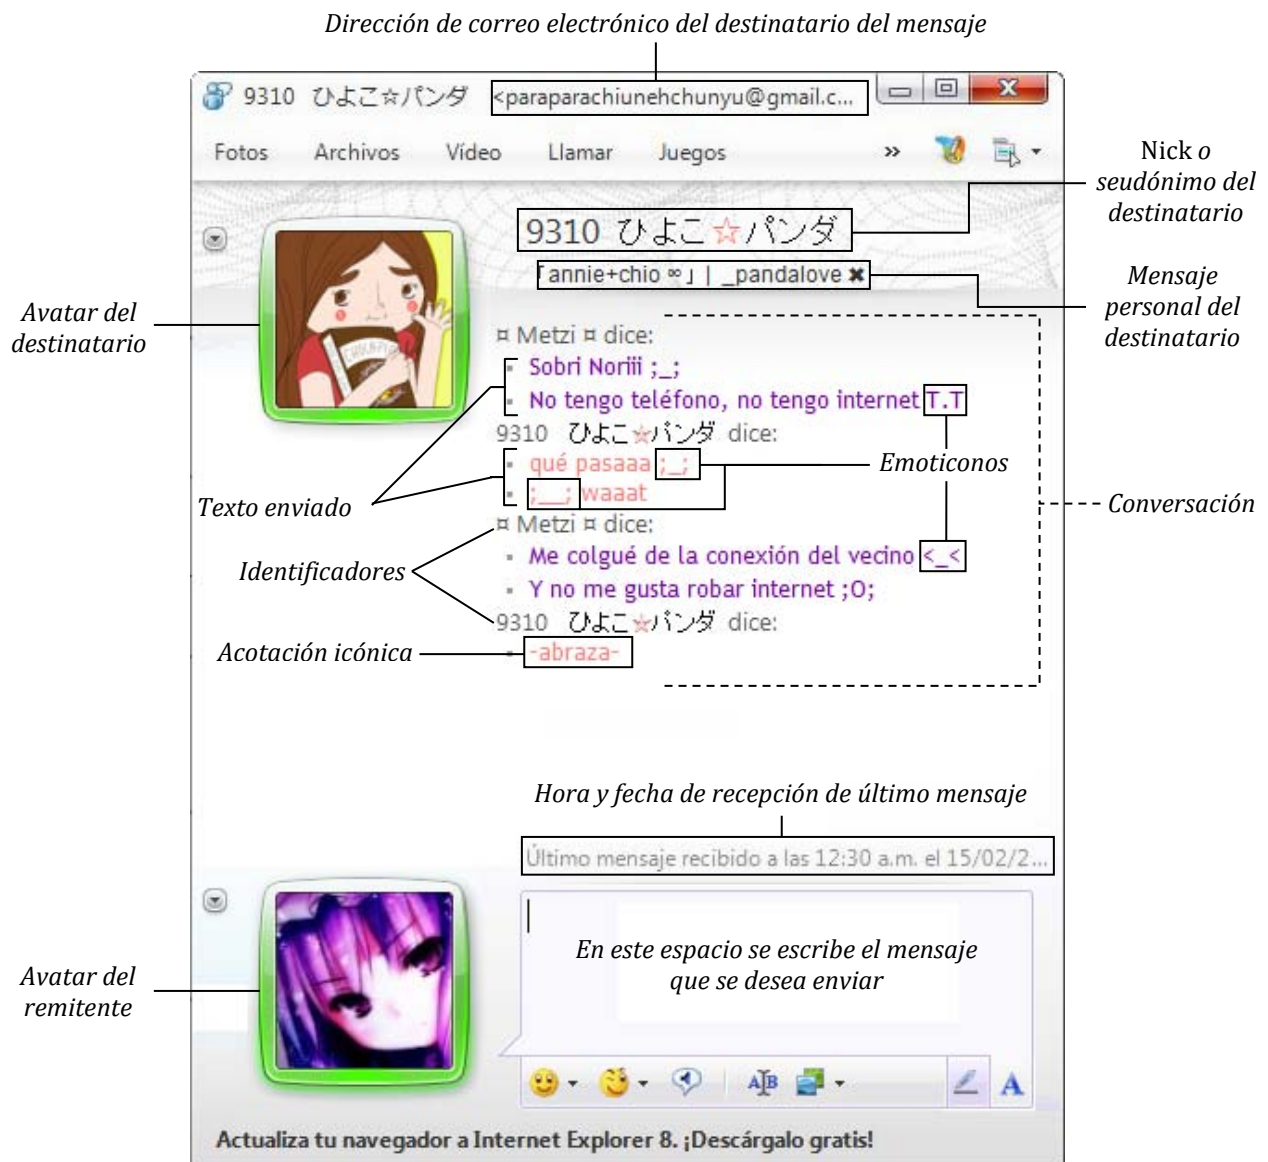 Dirección de correo electrónico del destinatario del mensaje
9310 ひよこ☆パンダ <paraparachiunehchunyu@gmail.c...
Fotos Archivos Vídeo Llamar Juegos »
Nick o
seudónimo del
destinatario
9310 ひよこ☆パンダ
「annie+chio ∞」 | _pandalove ✖
Mensaje
personal del
destinatario
Avatar del
destinatario
¤ Metzi ¤ dice:
Sobri Noriii ;_;
No tengo teléfono, no tengo internet T.T
9310 ひよこ☆パンダ dice:
qué pasaaa ;_;
;__; waaat
Emoticonos
Texto enviado
Conversación
¤ Metzi ¤ dice:
Me colgué de la conexión del vecino <_<
Y no me gusta robar internet ;O;
Identificadores
9310 ひよこ☆パンダ dice:
-abraza-
Acotación icónica
Hora y fecha de recepción de último mensaje
Último mensaje recibido a las 12:30 a.m. el 15/02/2...
En este espacio se escribe el mensaje
que se desea enviar
Avatar del
remitente
Actualiza tu navegador a Internet Explorer 8. ¡Descárgalo gratis!